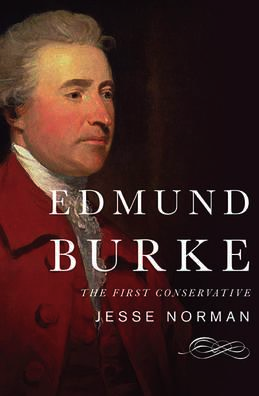 EDMUND
BURKE
THE FIRST CONSERVATIVE
JESSE NORMAN